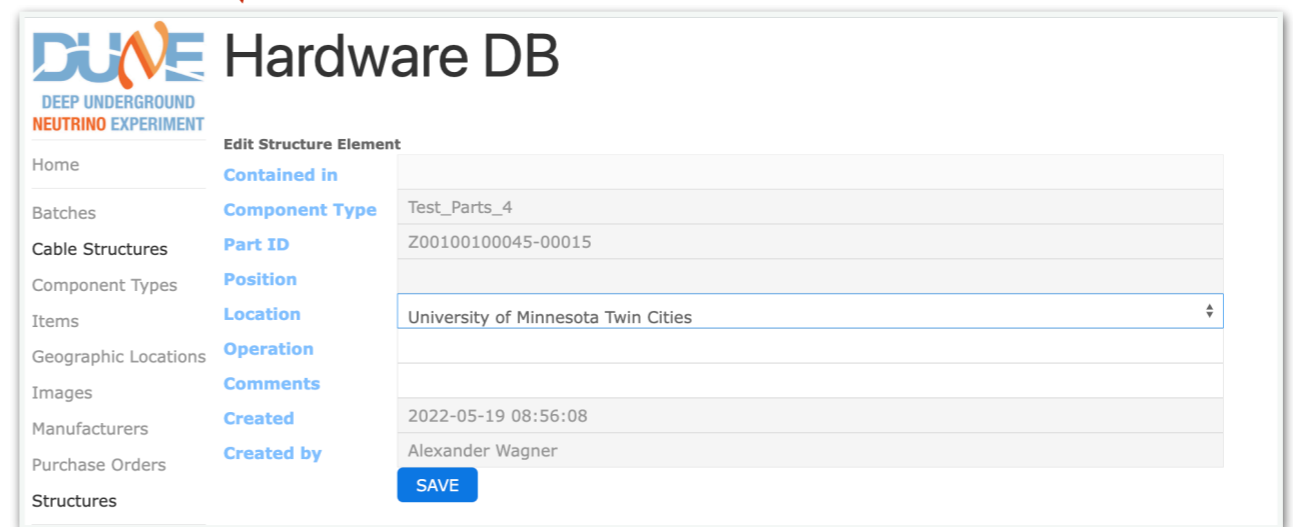 DUNE
DEEP UNDERGROUND
NEUTRINO EXPERIMENT
Hardware DB
Home
Batches
Cable Structures
Component Types
Items
Geographic Locations
Images
Manufacturers
Purchase Orders
Structures
Edit Structure Element
Contained in
Component Type Test_Parts_4
Part ID Z00100100045-00015
Position
Location University of Minnesota Twin Cities
Operation
Comments
Created 2022-05-19 08:56:08
Created by Alexander Wagner
SAVE